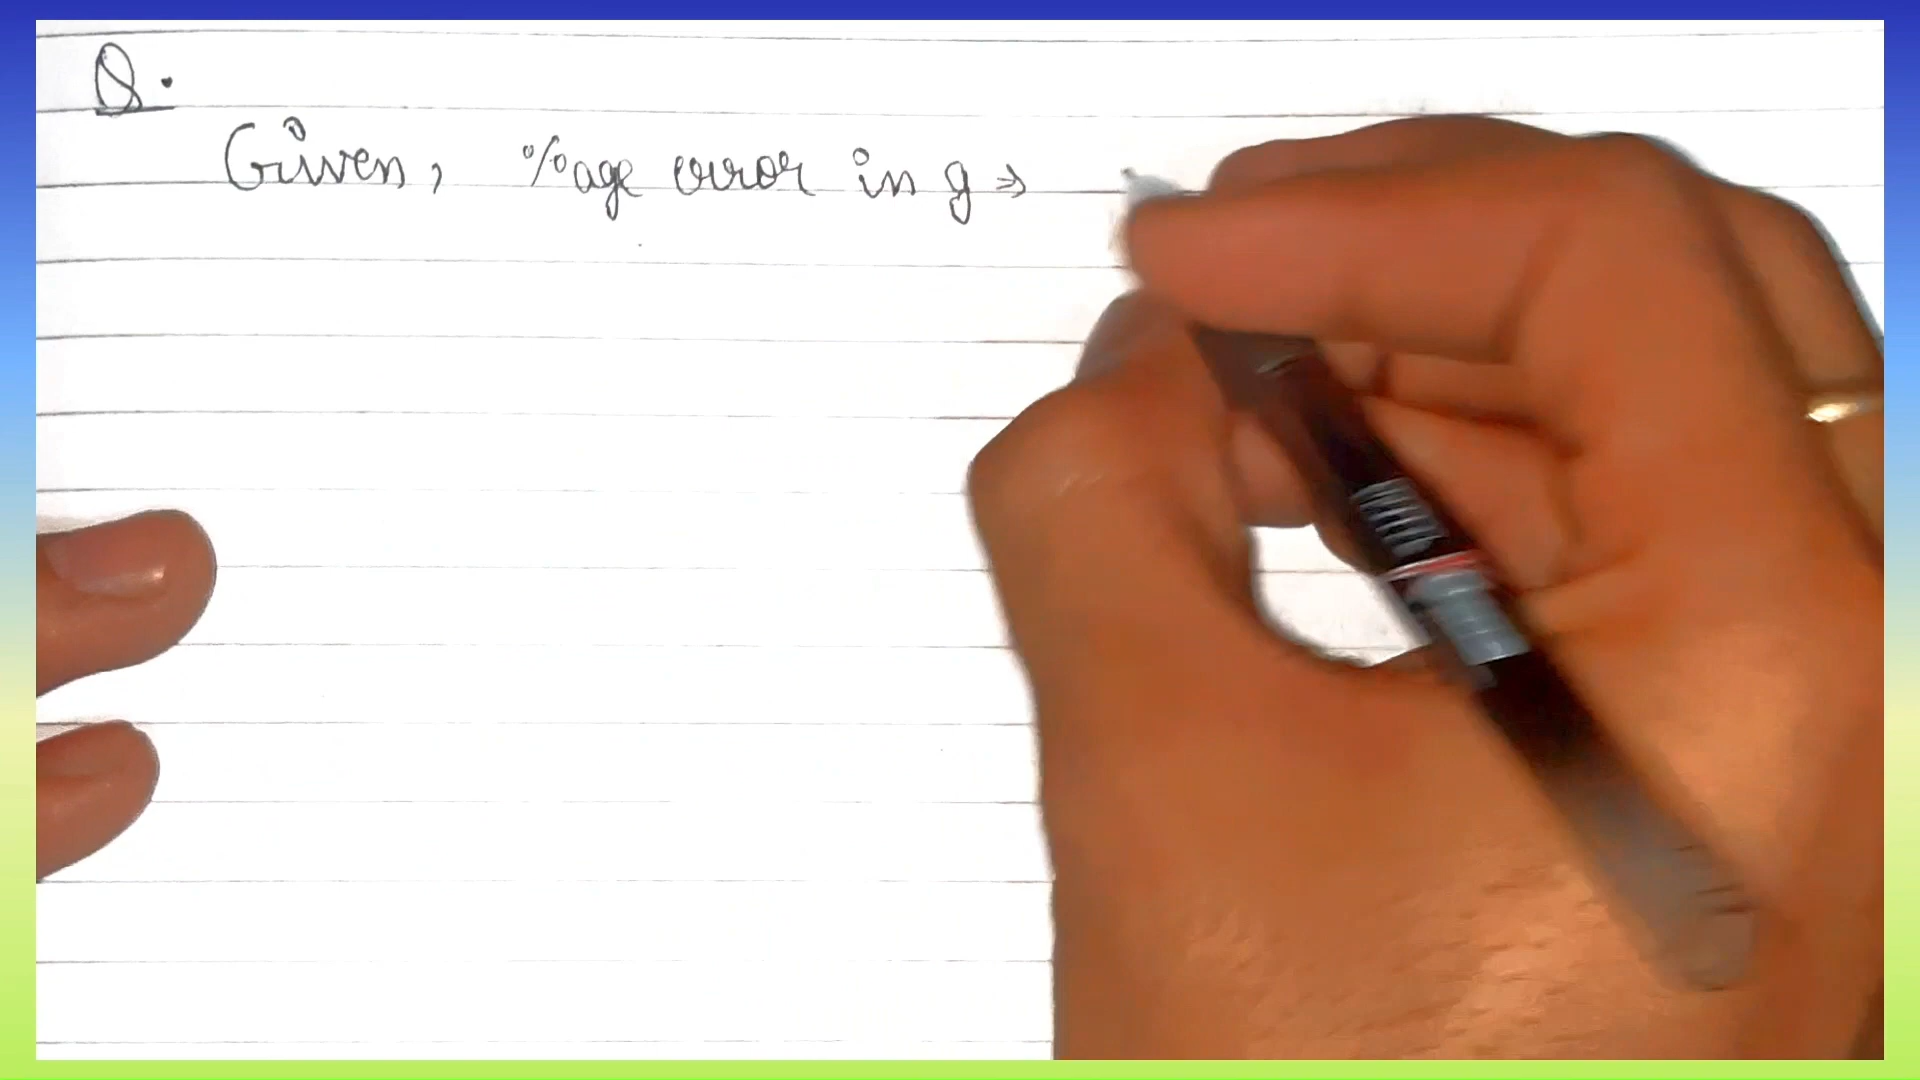 Q.
Given, %age error in g ⇒